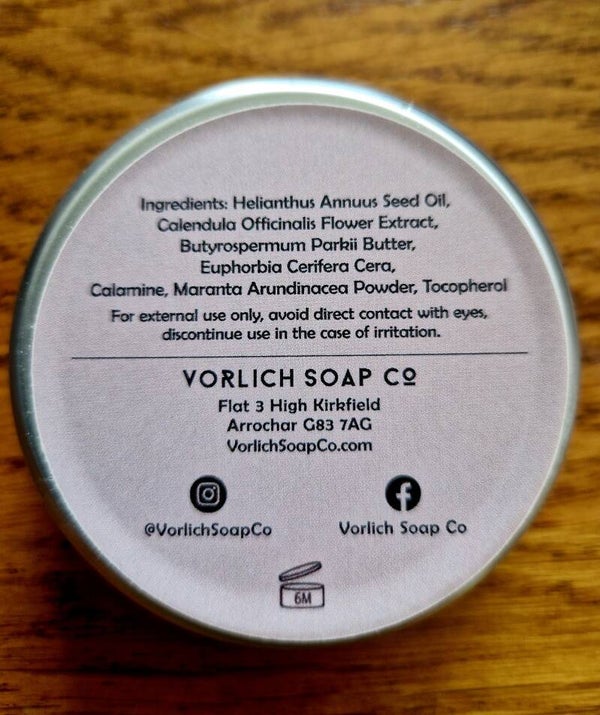 Ingredients: Helianthus Annuus Seed Oil,
Calendula Officinalis Flower Extract,
Butyrospermum Parkii Butter,
Euphorbia Cerifera Cera,
Calamine, Maranta Arundinacea Powder, Tocopherol
For external use only, avoid direct contact with eyes,
discontinue use in the case of irritation.
VORLICH SOAP Cº
Flat 3 High Kirkfield
Arrochar G83 7AG
VorlichSoapCo.com
@VorlichSoapCo
Vorlich Soap Co
6M